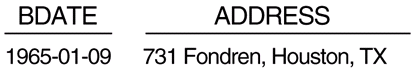 BDATE ADDRESS
1965-01-09 731 Fondren, Houston, TX